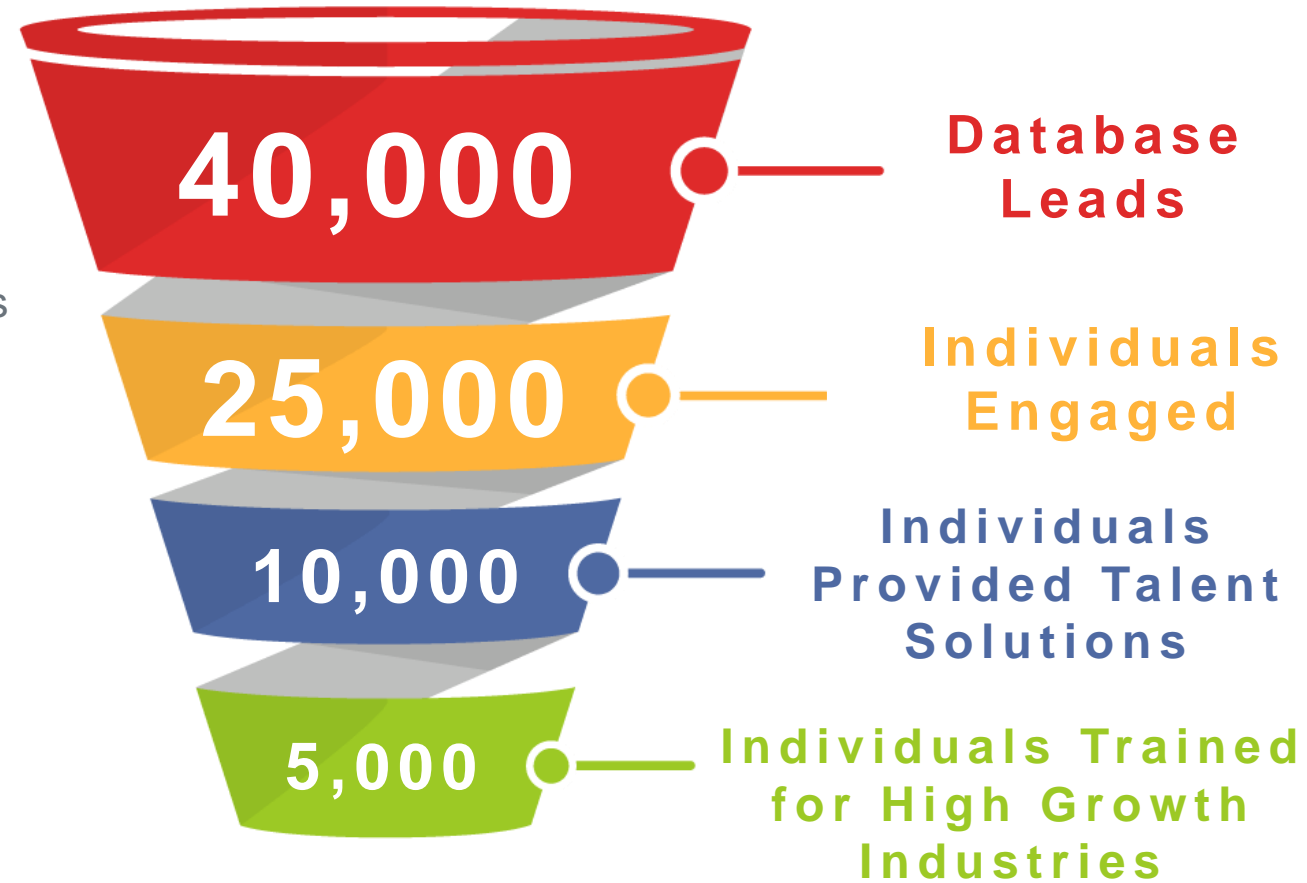 40,000
Database
Leads
s
25,000
Individuals
Engaged
10,000
Individuals
Provided Talent
Solutions
5,000
Individuals Trained
for High Growth
Industries